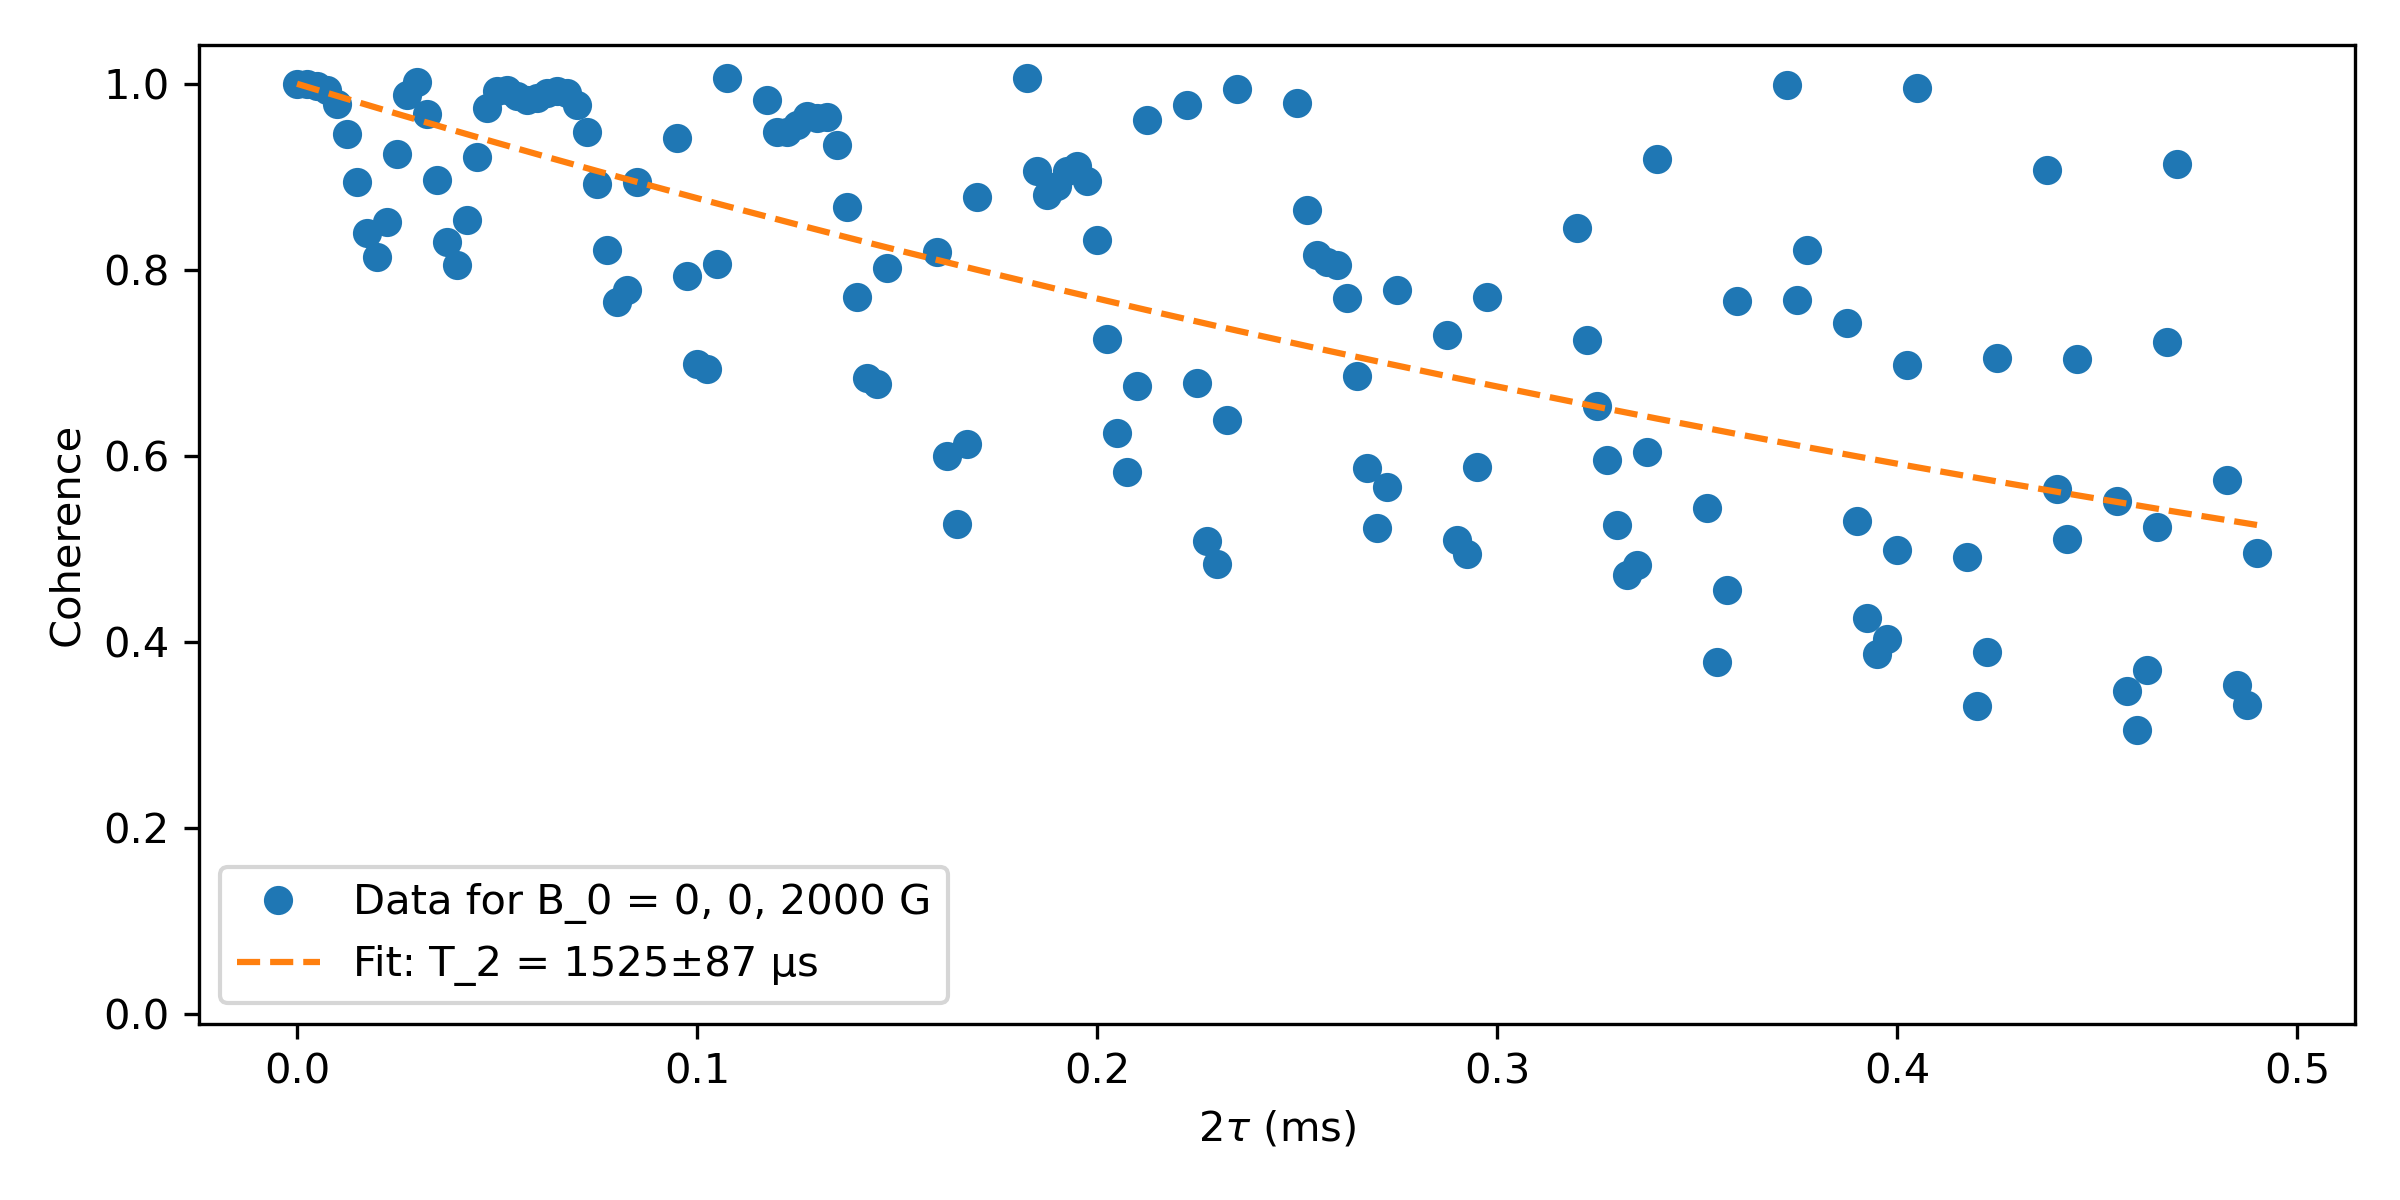 1.0
0.8
0.6
0.4
0.2
0.0
Coherence
Data for B_0 = 0, 0, 2000 G
Fit: T_2 = 1525±87 μs
0.0 0.1 0.2 0.3 0.4 0.5
2τ (ms)